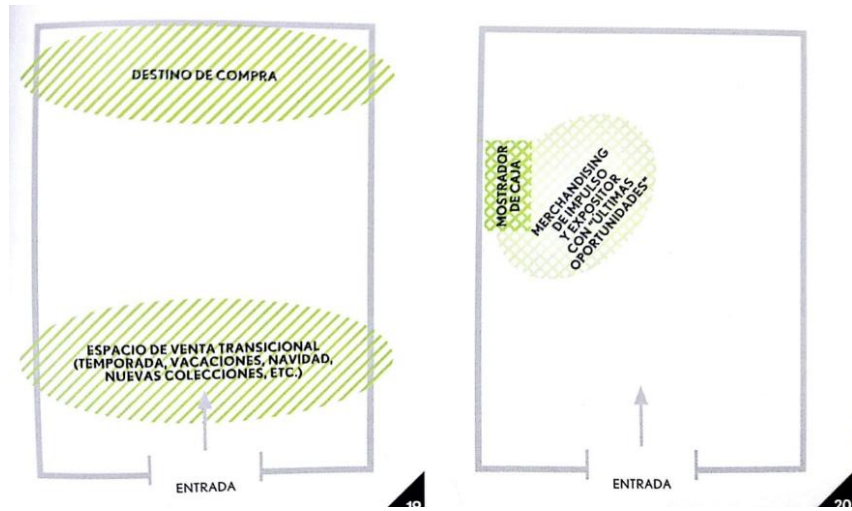 DESTINO DE COMPRA
ESPACIO DE VENTA TRANSICIONAL
(TEMPORADA, VACACIONES, NAVIDAD,
NUEVAS COLECCIONES, ETC.)
ENTRADA
19
MOSTRADOR
DE CAJA
MERCHANDISING
DE IMPULSO
Y EXPOSITOR
CON "ÚLTIMAS
OPORTUNIDADES"
ENTRADA
20